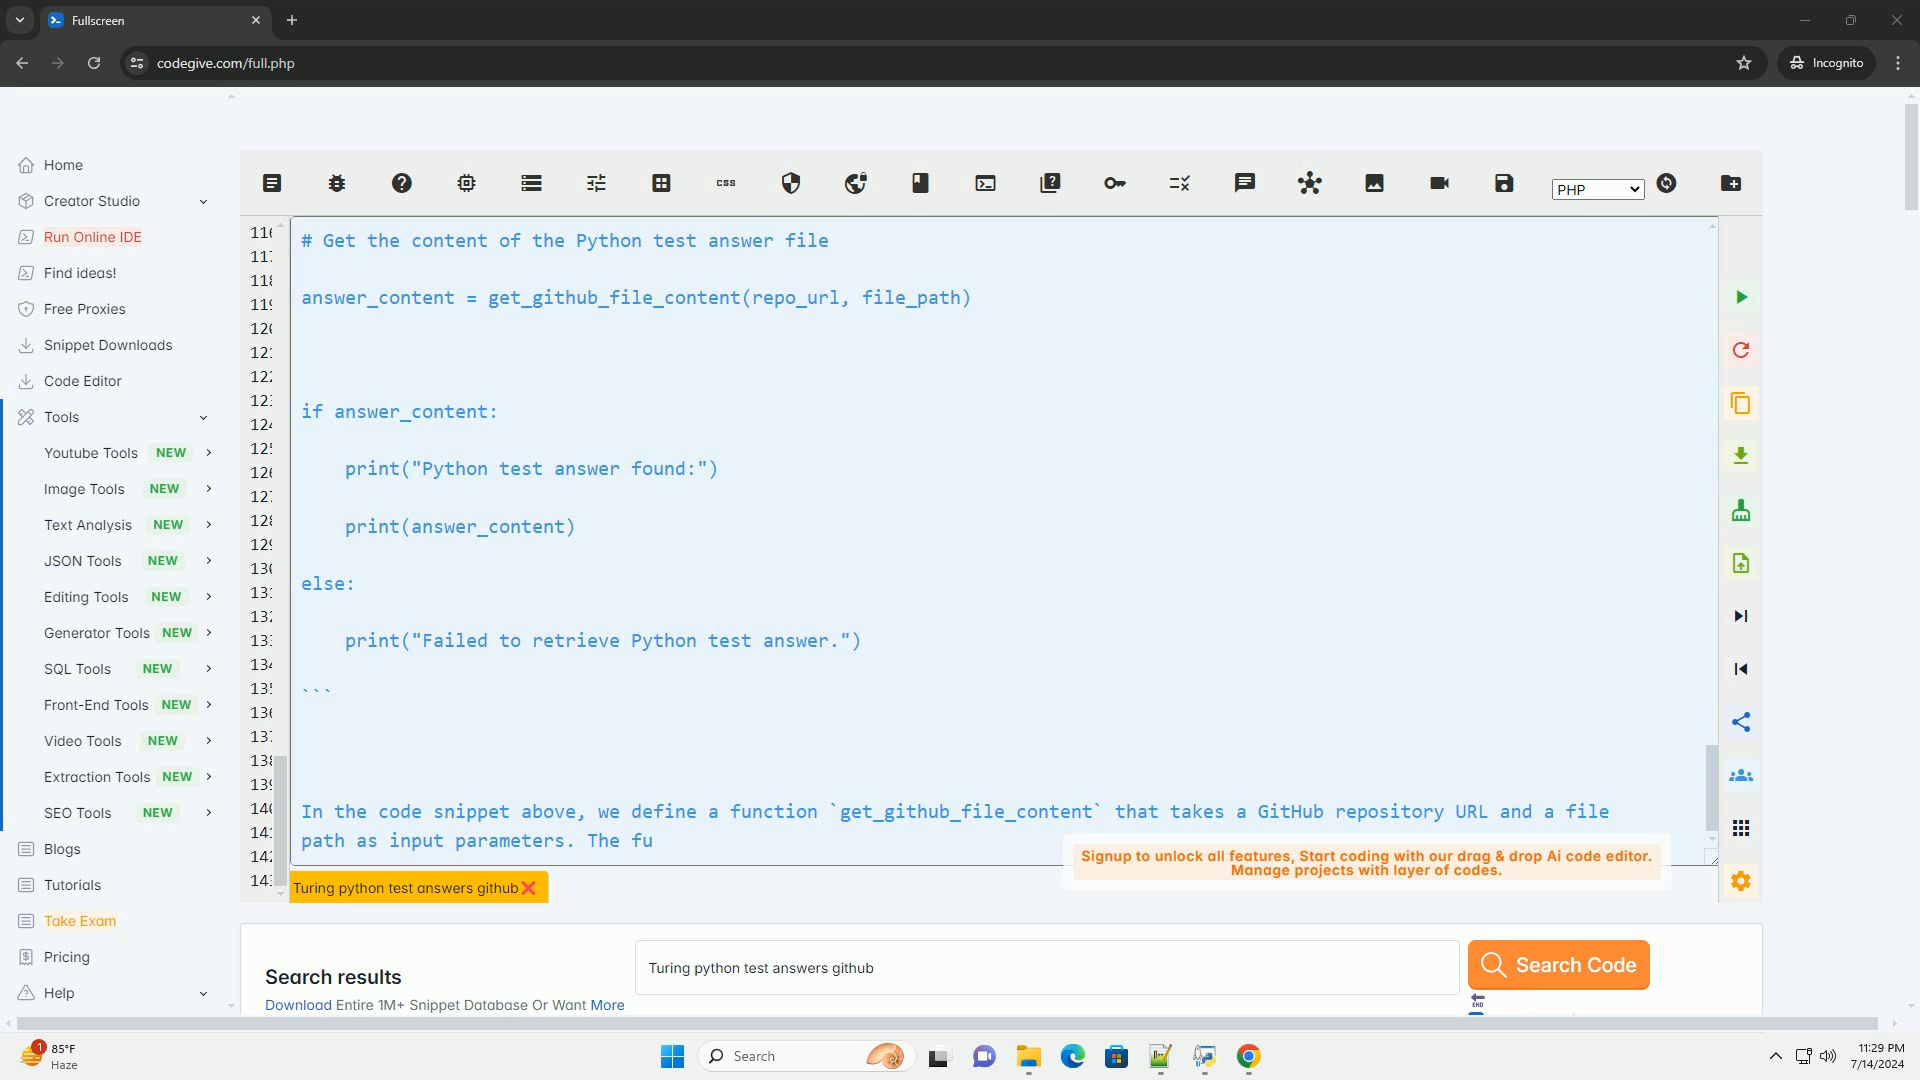 Fullscreen
codegive.com/full.php
Incognito
Home
Creator Studio
Run Online IDE
Find ideas!
Free Proxies
Snippet Downloads
Code Editor
Tools
Youtube Tools NEW
Image Tools NEW
Text Analysis NEW
JSON Tools NEW
Editing Tools NEW
Generator Tools NEW
SQL Tools NEW
Front-End Tools NEW
Video Tools NEW
Extraction Tools NEW
SEO Tools NEW
Blogs
Tutorials
Take Exam
Pricing
Help
css
PHP
# Get the content of the Python test answer file
answer_content = get_github_file_content(repo_url, file_path)
if answer_content:
print("Python test answer found:")
print(answer_content)
else:
print("Failed to retrieve Python test answer.")
```
In the code snippet above, we define a function `get_github_file_content` that takes a GitHub repository URL and a file
path as input parameters. The fu
Signup to unlock all features, Start coding with our drag & drop Ai code editor.
Manage projects with layer of codes.
Turing python test answers github
Search results
Download Entire 1M+ Snippet Database Or Want More
Turing python test answers github
Search Code
END
1
85°F
Haze
Search
11:29 PM
7/14/2024